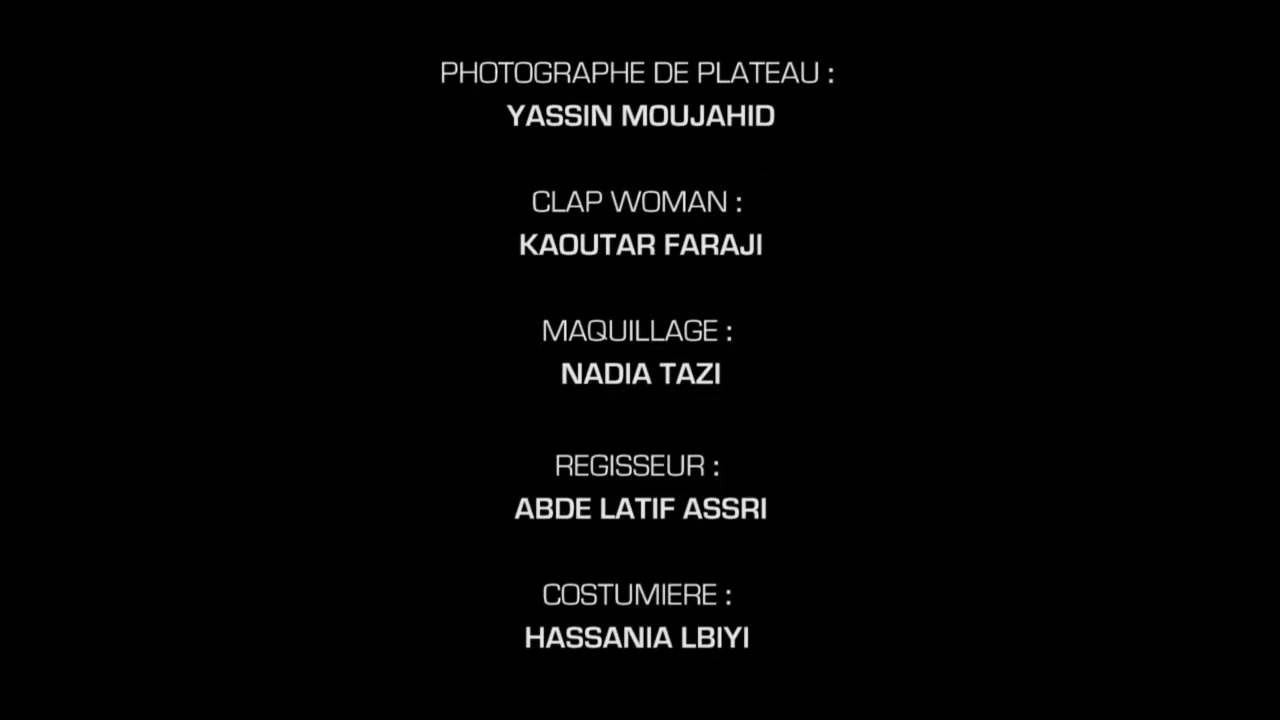 PHOTOGRAPHE DE PLATEAU :
YASSIN MOUJAHID
CLAP WOMAN :
KAOUTAR FARAJI
MAQUILLAGE :
NADIA TAZI
REGISSEUR :
ABDE LATIF ASSRI
COSTUMIERE :
HASSANIA LBIYI